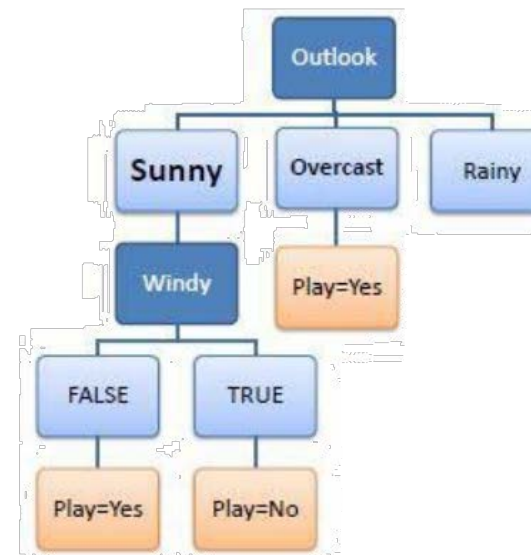 Outlook
Sunny
Overcast
Rainy
Windy
Play=Yes
FALSE
TRUE
Play=Yes
Play=No